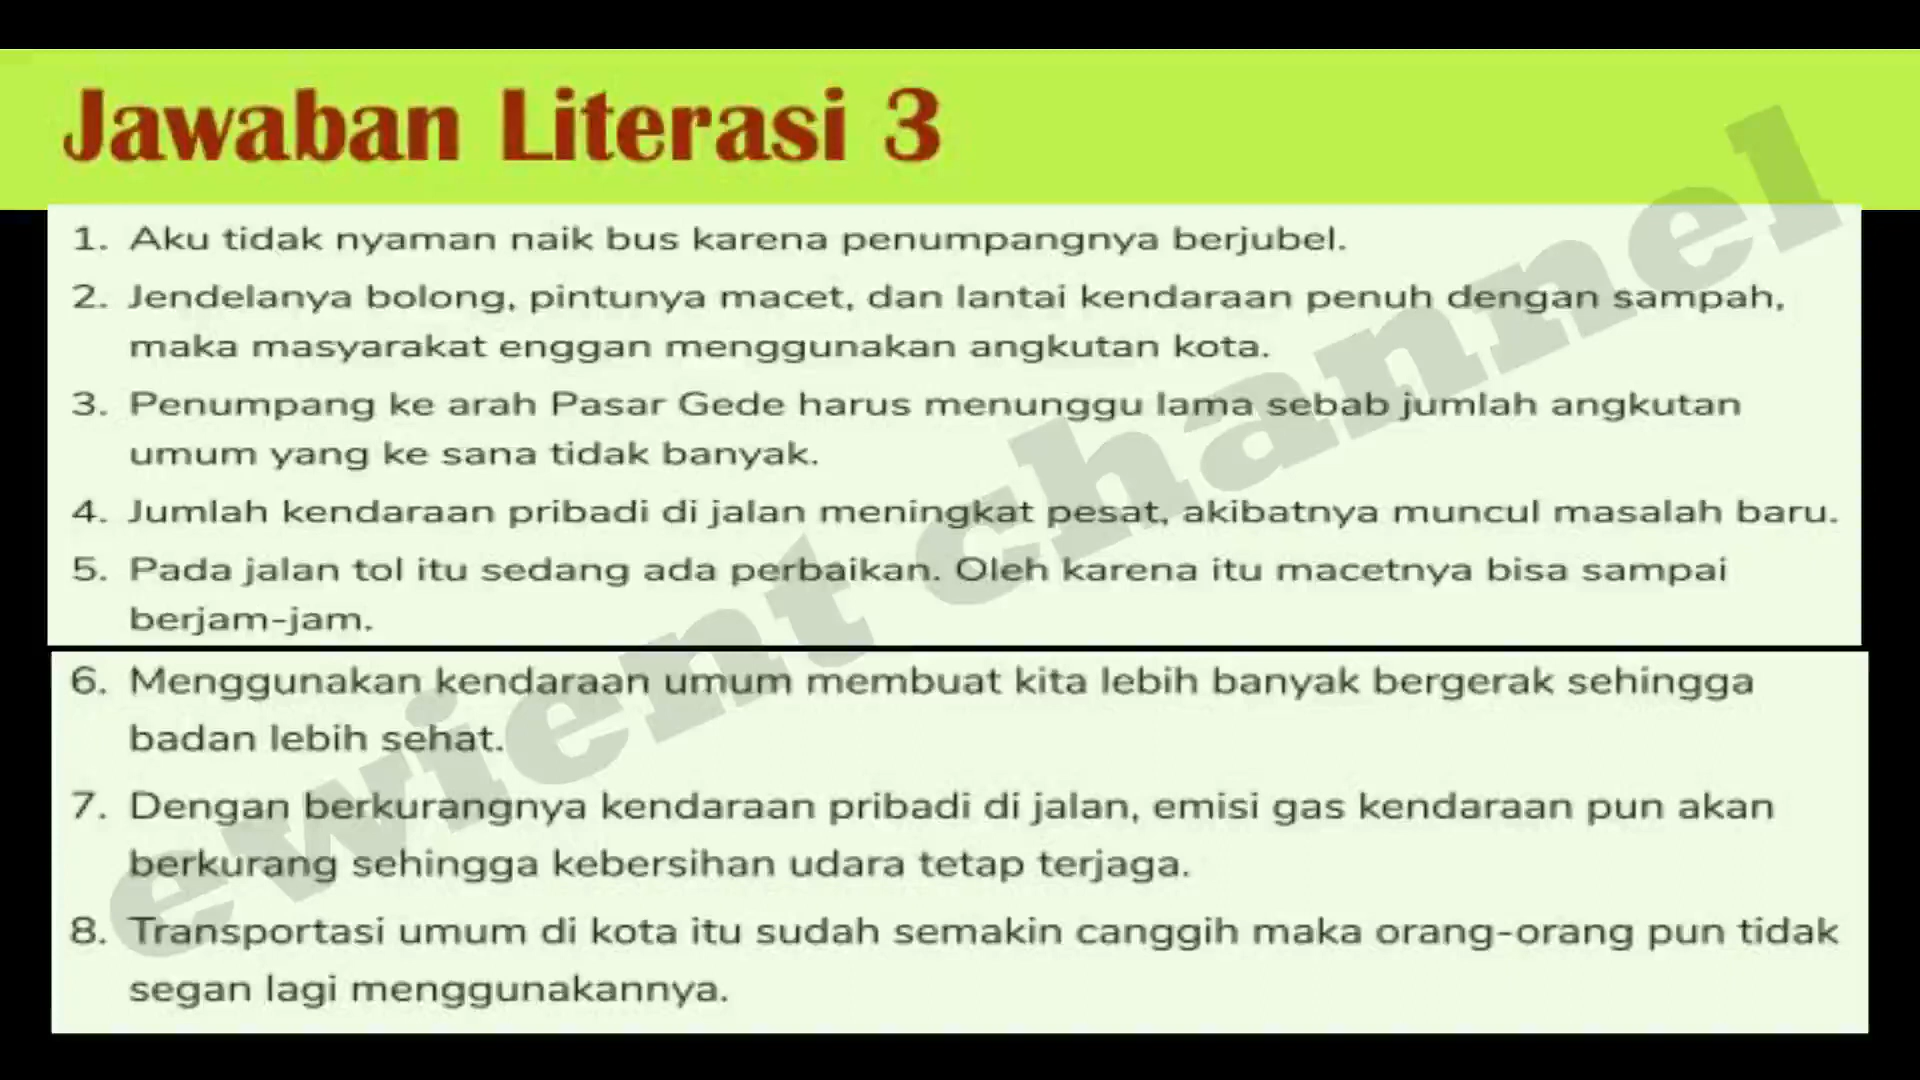 Jawaban Literasi 3
1. Aku tidak nyaman naik bus karena penumpangnya berjubel.
2. Jendelanya bolong, pintunya macet, dan lantai kendaraan penuh dengan sampah,
maka masyarakat enggan menggunakan angkutan kota.
3. Penumpang ke arah Pasar Gede harus menunggu lama sebab jumlah angkutan
umum yang ke sana tidak banyak.
4. Jumlah kendaraan pribadi di jalan meningkat pesat, akibatnya muncul masalah baru.
5. Pada jalan tol itu sedang ada perbaikan. Oleh karena itu macetnya bisa sampai
berjam-jam.
6. Menggunakan kendaraan umum membuat kita lebih banyak bergerak sehingga
badan lebih sehat.
7. Dengan berkurangnya kendaraan pribadi di jalan, emisi gas kendaraan pun akan
berkurang sehingga kebersihan udara tetap terjaga.
8. Transportasi umum di kota itu sudah semakin canggih maka orang-orang pun tidak
segan lagi menggunakannya.
ewient channel